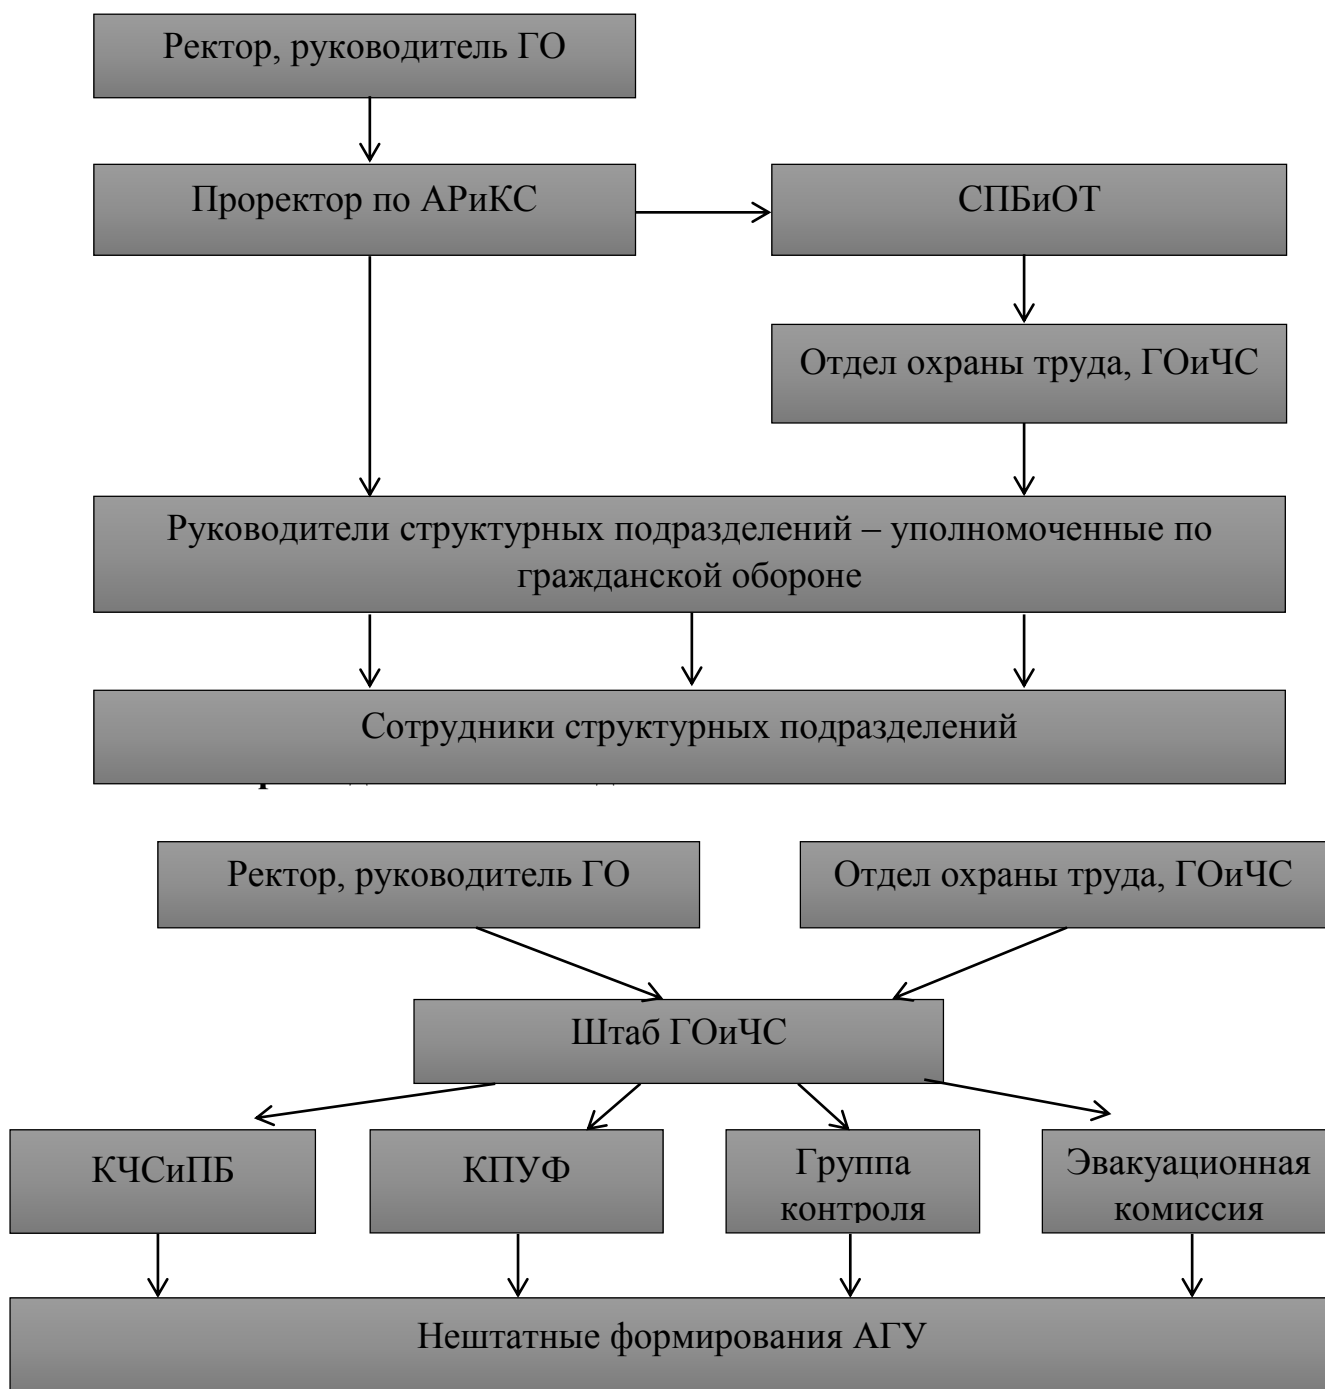 Ректор, руководитель ГО
Проректор по АРиКС
СПБиОТ
Отдел охраны труда, ГОиЧС
Руководители структурных подразделений – уполномоченные по
гражданской обороне
Сотрудники структурных подразделений
Ректор, руководитель ГО
Отдел охраны труда, ГОиЧС
Штаб ГОиЧС
КЧСиПБ
КПУФ
Группа
контроля
Эвакуационная
комиссия
Нештатные формирования АГУ